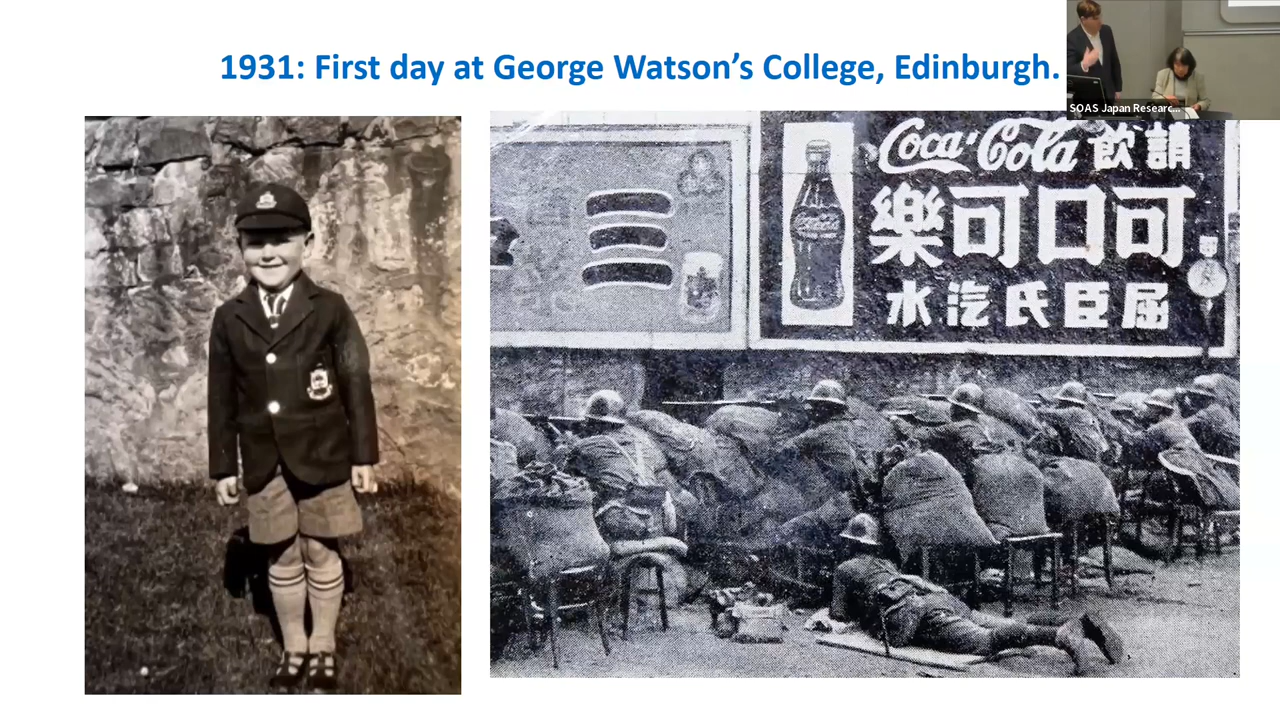 1931: First day at George Watson’s College, Edinburgh.
SOAS Japan Researc...
請飲 Coca-Cola
可口可樂
屈臣氏汽水
三